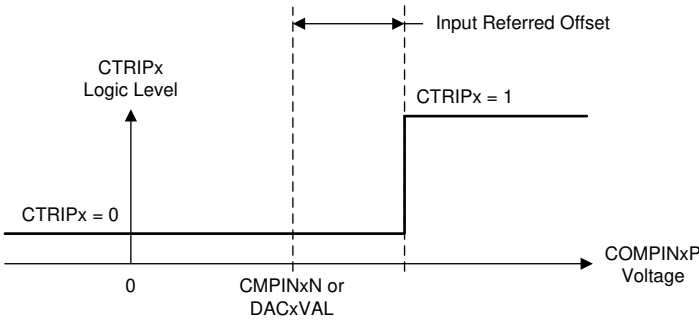 Input Referred Offset
CTRIPx
Logic Level
CTRIPx = 1
CTRIPx = 0
COMPINxP
Voltage
0
CMPINxN or
DACxVAL